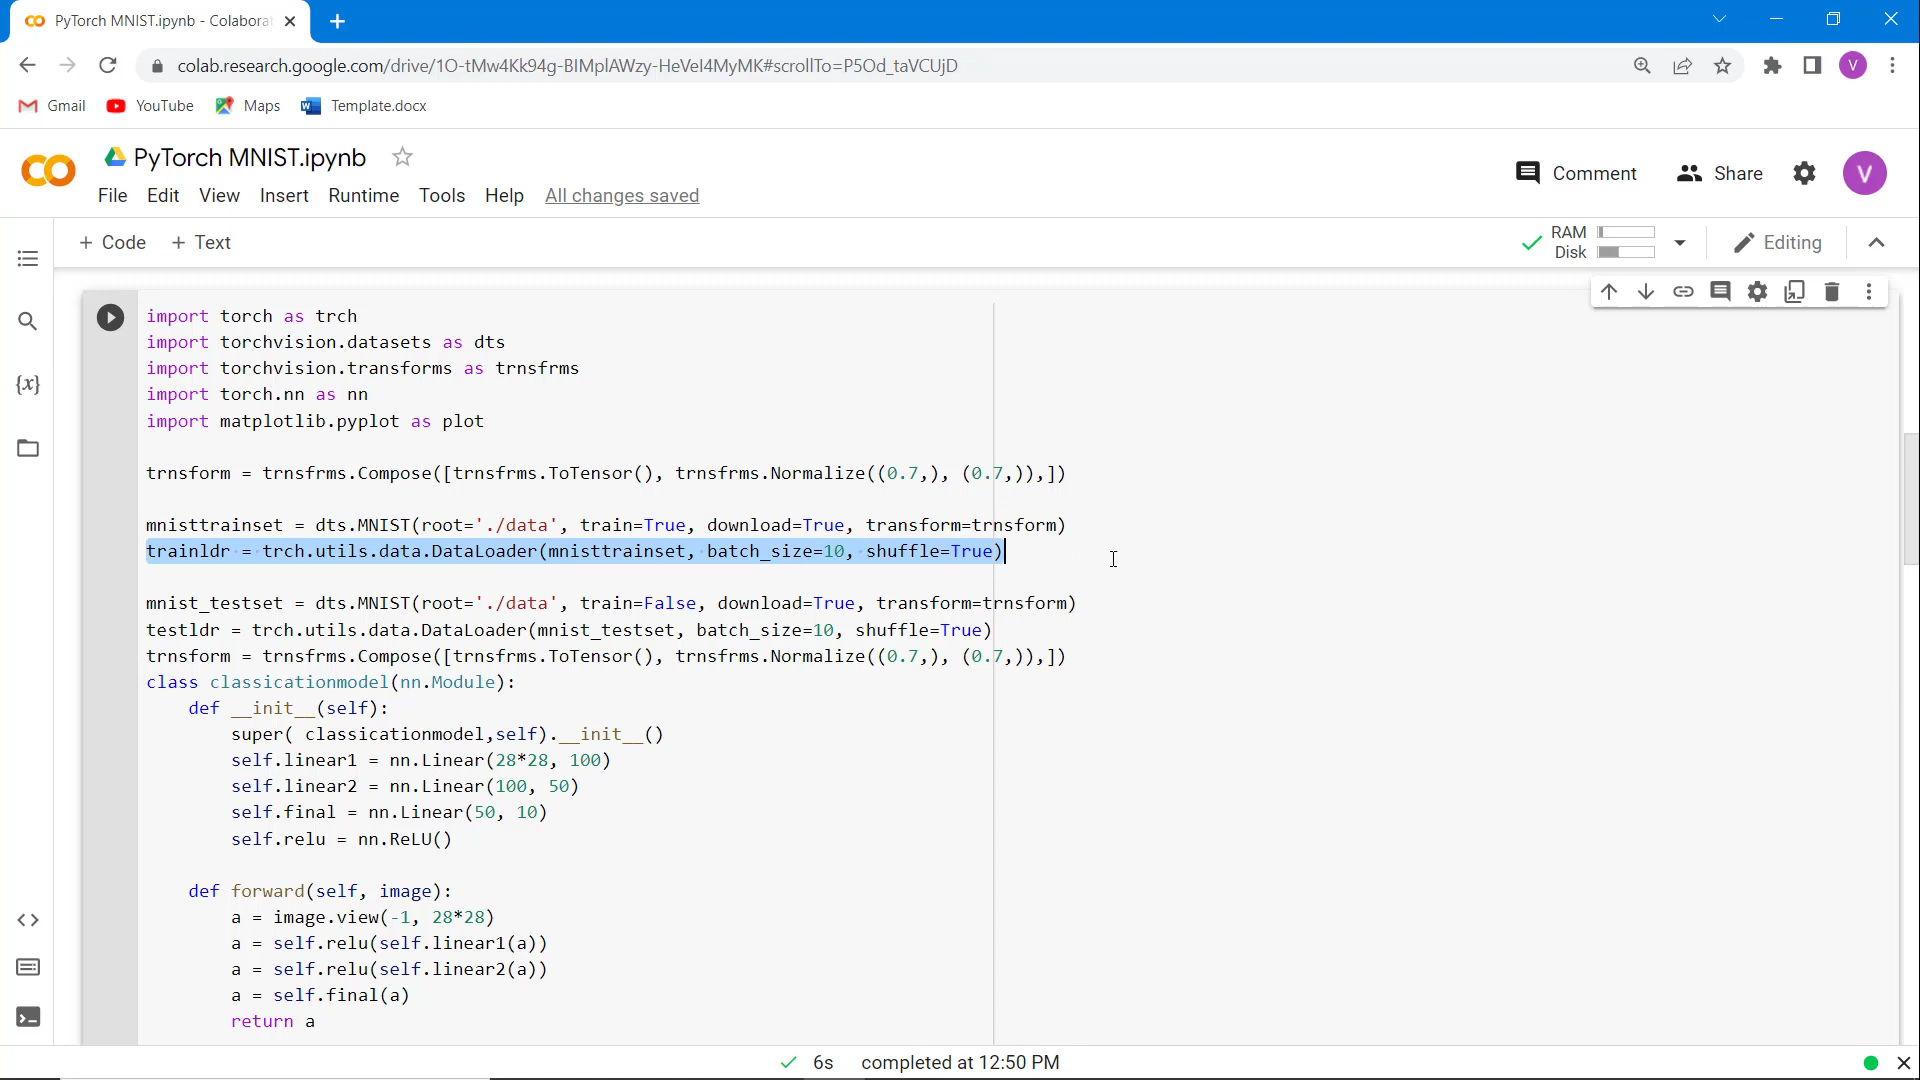 PyTorch MNIST.ipynb - Colabora
colab.research.google.com/drive/1O-tMw4Kk94g-BIMplAWzy-HeVeI4MyMK#scrollTo=P5Od_taVCUjD
V
Gmail YouTube Maps Template.docx
PyTorch MNIST.ipynb
Comment Share V
File Edit View Insert Runtime Tools Help All changes saved
+ Code + Text
RAM
Disk
Editing
{x}
import torch as trch
import torchvision.datasets as dts
import torchvision.transforms as trnsfrms
import torch.nn as nn
import matplotlib.pyplot as plot
trnsform = trnsfrms.Compose([trnsfrms.ToTensor(), trnsfrms.Normalize((0.7,), (0.7,)),])
mnisttrainset = dts.MNIST(root='./data', train=True, download=True, transform=trnsform)
trainldr = trch.utils.data.DataLoader(mnisttrainset, batch_size=10, shuffle=True)
mnist_testset = dts.MNIST(root='./data', train=False, download=True, transform=trnsform)
testldr = trch.utils.data.DataLoader(mnist_testset, batch_size=10, shuffle=True)
trnsform = trnsfrms.Compose([trnsfrms.ToTensor(), trnsfrms.Normalize((0.7,), (0.7,)),])
class classicationmodel(nn.Module):
def __init__(self):
super( classicationmodel,self).__init__()
self.linear1 = nn.Linear(28*28, 100)
self.linear2 = nn.Linear(100, 50)
self.final = nn.Linear(50, 10)
self.relu = nn.ReLU()
def forward(self, image):
a = image.view(-1, 28*28)
a = self.relu(self.linear1(a))
a = self.relu(self.linear2(a))
a = self.final(a)
return a
6s completed at 12:50 PM